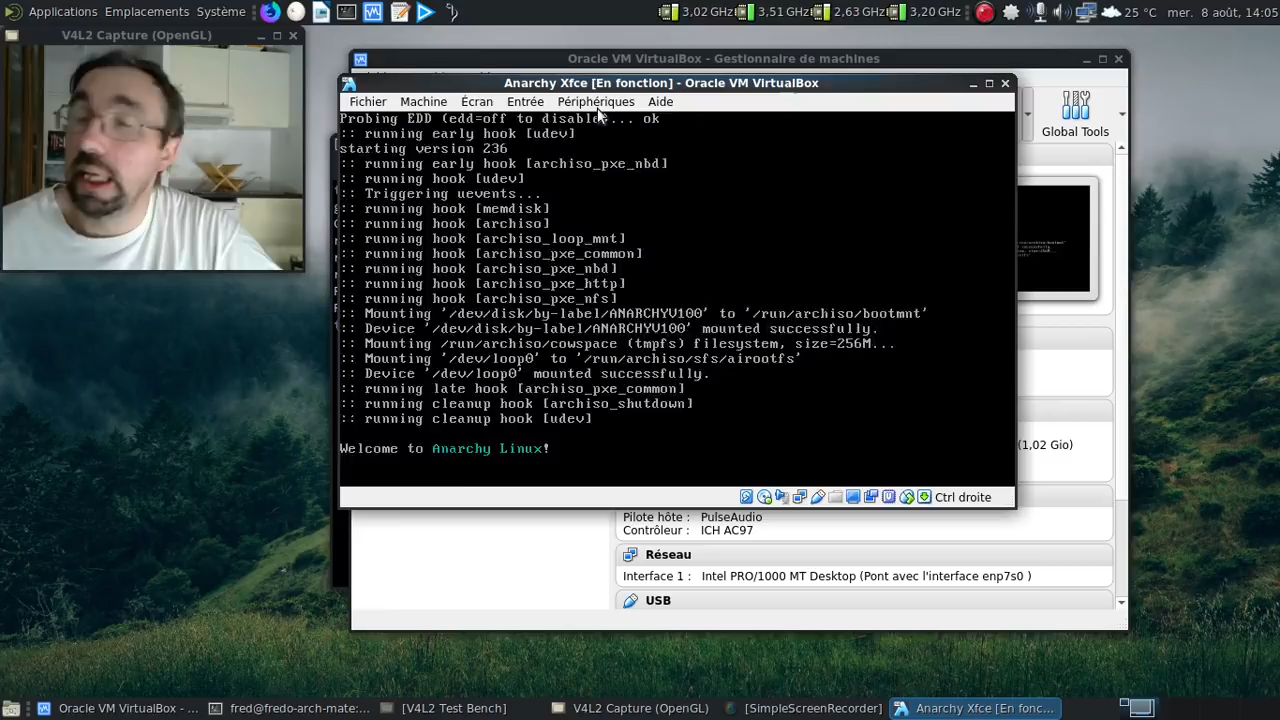 Applications Emplacements Système
3,02 GHz 3,51 GHz 2,63 GHz 3,20 GHz
25 °C mer. 8 août, 14:05
V4L2 Capture (OpenGL)
Oracle VM VirtualBox - Gestionnaire de machines
Anarchy Xfce [En fonction] - Oracle VM VirtualBox
Fichier Machine Écran Entrée Périphériques Aide
Global Tools
Probing EDD (edd=off to disable)... ok
:: running early hook [udev]
starting version 236
:: running early hook [archiso_pxe_nbd]
:: running hook [udev]
:: Triggering uevents...
:: running hook [memdisk]
:: running hook [archiso]
:: running hook [archiso_loop_mnt]
:: running hook [archiso_pxe_common]
:: running hook [archiso_pxe_nbd]
:: running hook [archiso_pxe_http]
:: running hook [archiso_pxe_nfs]
:: Mounting '/dev/disk/by-label/ANARCHYV100' to '/run/archiso/bootmnt'
:: Device '/dev/disk/by-label/ANARCHYV100' mounted successfully.
:: Mounting /run/archiso/cowspace (tmpfs) filesystem, size=256M...
:: Mounting '/dev/loop0' to '/run/archiso/sfs/airootfs'
:: Device '/dev/loop0' mounted successfully.
:: running late hook [archiso_pxe_common]
:: running cleanup hook [archiso_shutdown]
:: running cleanup hook [udev]
(1,02 Gio)
Welcome to Anarchy Linux!
Ctrl droite
Pilote hôte : PulseAudio
Contrôleur : ICH AC97
Réseau
Interface 1 : Intel PRO/1000 MT Desktop (Pont avec l'interface enp7s0 )
USB
Oracle VM VirtualBox - ...
fred@fredo-arch-mate:...
[V4L2 Test Bench]
V4L2 Capture (OpenGL)
[SimpleScreenRecorder]
Anarchy Xfce [En fonc...